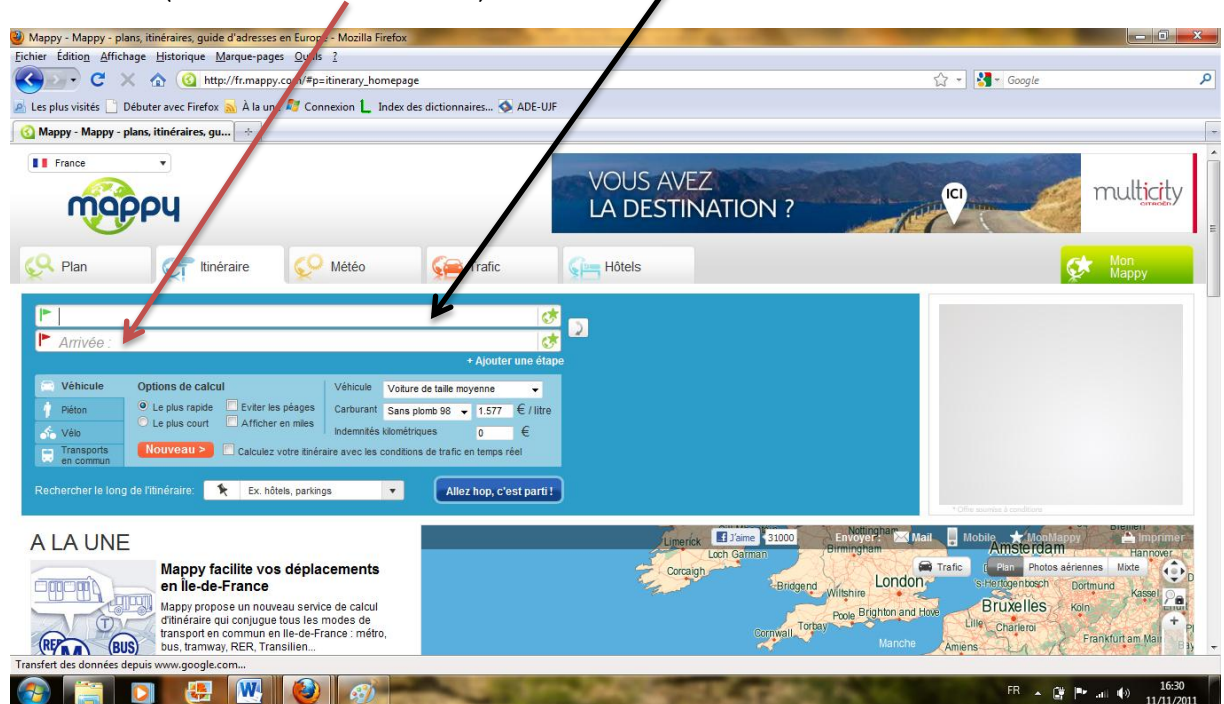 Mappy - Mappy - plans, itinéraires, guide d'adresses en Europe - Mozilla Firefox
Fichier Édition Affichage Historique Marque-pages Outils ?
http://fr.mappy.com/#p=itinerary_homepage
Google
Les plus visités Débuter avec Firefox À la une Connexion Index des dictionnaires... ADE-UJF
Mappy - Mappy - plans, itinéraires, gu...
France
mappy
VOUS AVEZ
LA DESTINATION ?
ICI
multicity
CITROËN
Plan Itinéraire Météo Trafic Hôtels
Mon
Mappy
Arrivée :
+ Ajouter une étape
Véhicule
Piéton
Vélo
Transports
en commun
Options de calcul
Le plus rapide Eviter les péages
Le plus court Afficher en miles
Véhicule Voiture de taille moyenne
Carburant Sans plomb 98 1.577 € / litre
Indemnités kilométriques 0 €
Nouveau > Calculez votre itinéraire avec les conditions de trafic en temps réel
Rechercher le long de l'itinéraire: Ex. hôtels, parkings Allez hop, c'est parti !
* Offre soumise à conditions
A LA UNE
Mappy facilite vos déplacements
en Île-de-France
Mappy propose un nouveau service de calcul
d'itinéraire qui conjugue tous les modes de
transport en commun en Ile-de-France : métro,
bus, tramway, RER, Transilien...
RER M T BUS
J'aime 31000 Envoyer : Mail Mobile MonMappy Imprimer
Trafic Plan Photos aériennes Mixte
Limerick
Loch Garman
Corcaigh
Nottingham
Birmingham
Bridgend
Wiltshire
London
Poole Brighton and Hove
Torbay
Cornwall
Manche
Amsterdam
's-Hertogenbosch
Bruxelles
Lille Charleroi
Amiens
Bremen
Hannover
Dortmund
Kassel
Köln
Erfurt
Frankfurt am Main
Transfert des données depuis www.google.com...
FR
16:30
11/11/2011